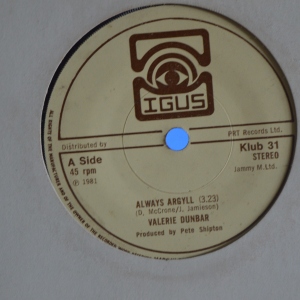 IGUS
Distributed by
PRT Records Ltd.
A Side
45 rpm
℗ 1981
Klub 31
STEREO
Jammy M.Ltd.
ALWAYS ARGYLL (3.23)
(D. McCrone/I. Jamieson)
VALERIE DUNBAR
Produced by Pete Shipton